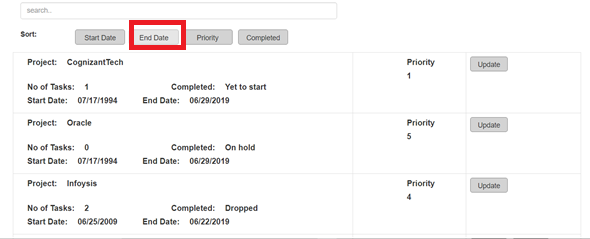 search..
Sort: Start Date End Date Priority Completed
Project: CognizantTech Priority Update
1
No of Tasks: 1 Completed: Yet to start
Start Date: 07/17/1994 End Date: 06/29/2019
Project: Oracle Priority Update
5
No of Tasks: 0 Completed: On hold
Start Date: 07/17/1994 End Date: 06/29/2019
Project: Infoysis Priority Update
4
No of Tasks: 2 Completed: Dropped
Start Date: 06/25/2009 End Date: 06/22/2019